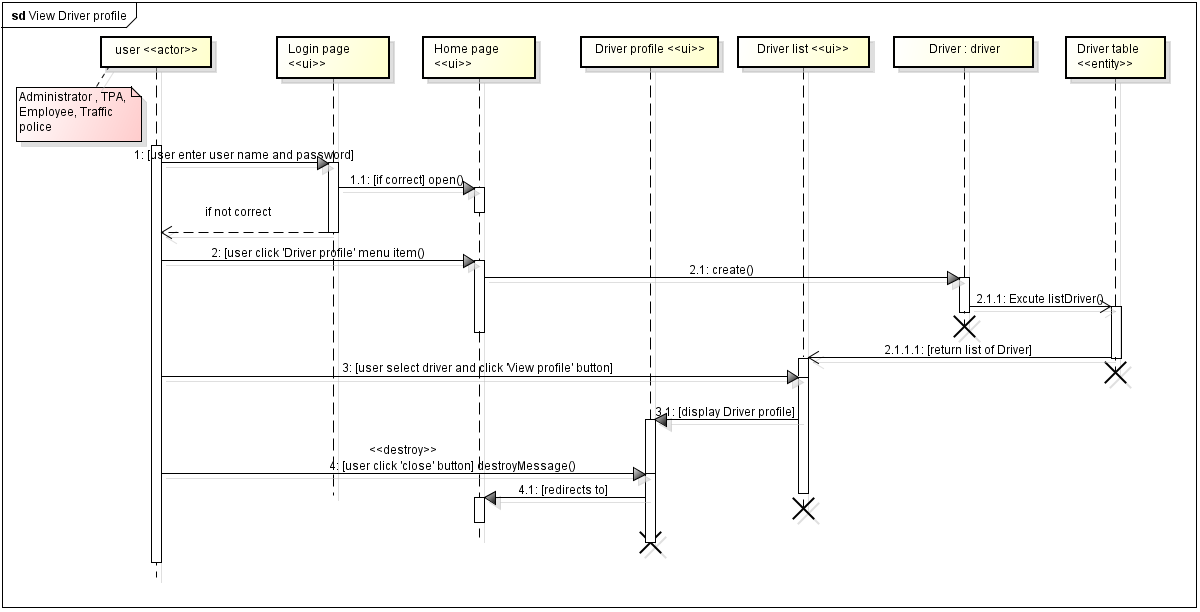 sd View Driver profile
user <<actor>>
Login page
<<ui>>
Home page
<<ui>>
Driver profile <<ui>>
Driver list <<ui>>
Driver : driver
Driver table
<<entity>>
Administrator , TPA,
Employee, Traffic
police
1: [user enter user name and password]
1.1: [if correct] open()
if not correct
2: [user click 'Driver profile' menu item()
2.1: create()
2.1.1: Excute listDriver()
2.1.1.1: [return list of Driver]
3: [user select driver and click 'View profile' button]
3.1: [display Driver profile]
<<destroy>>
4: [user click 'close' button] destroyMessage()
4.1: [redirects to]